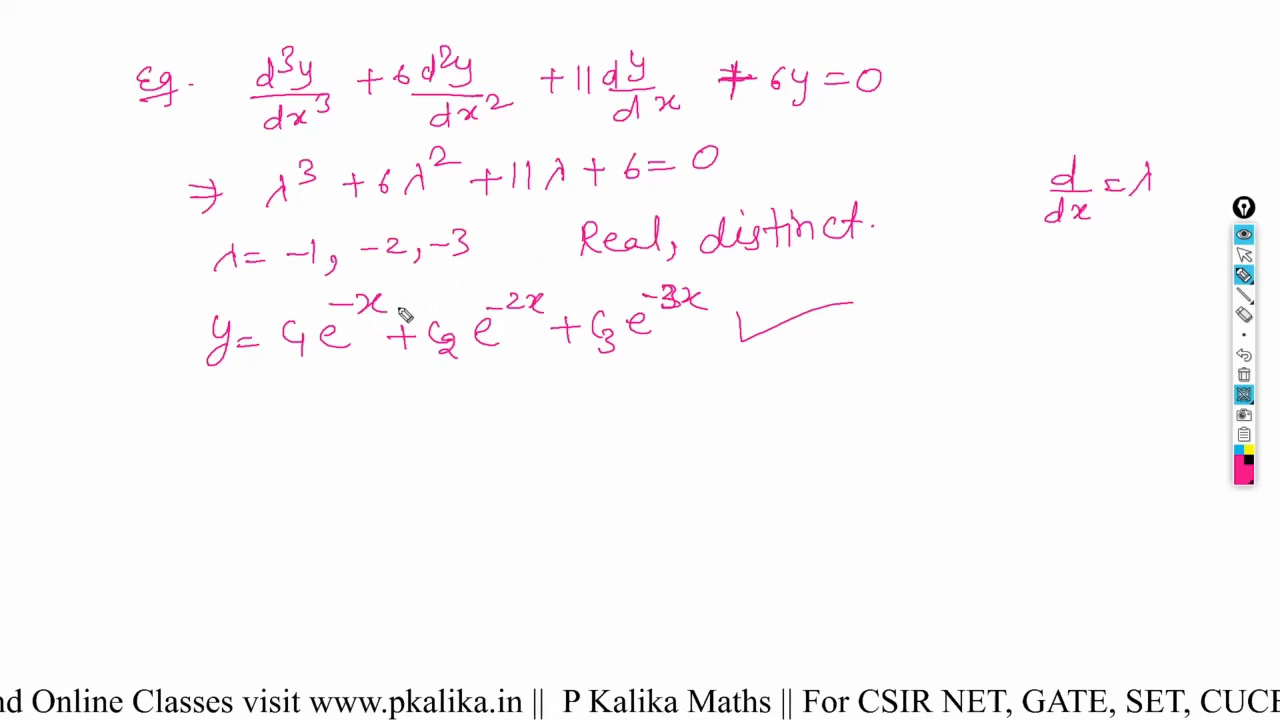 Eg. d³y/dx³ + 6 d²y/dx² + 11 dy/dx + 6y = 0
⇒ λ³ + 6λ² + 11λ + 6 = 0
d/dx = λ
λ = -1, -2, -3 Real, distinct.
y = C₁e^{-x} + C₂e^{-2x} + C₃e^{-3x} ✓
nd Online Classes visit www.pkalika.in || P Kalika Maths || For CSIR NET, GATE, SET, CUCE